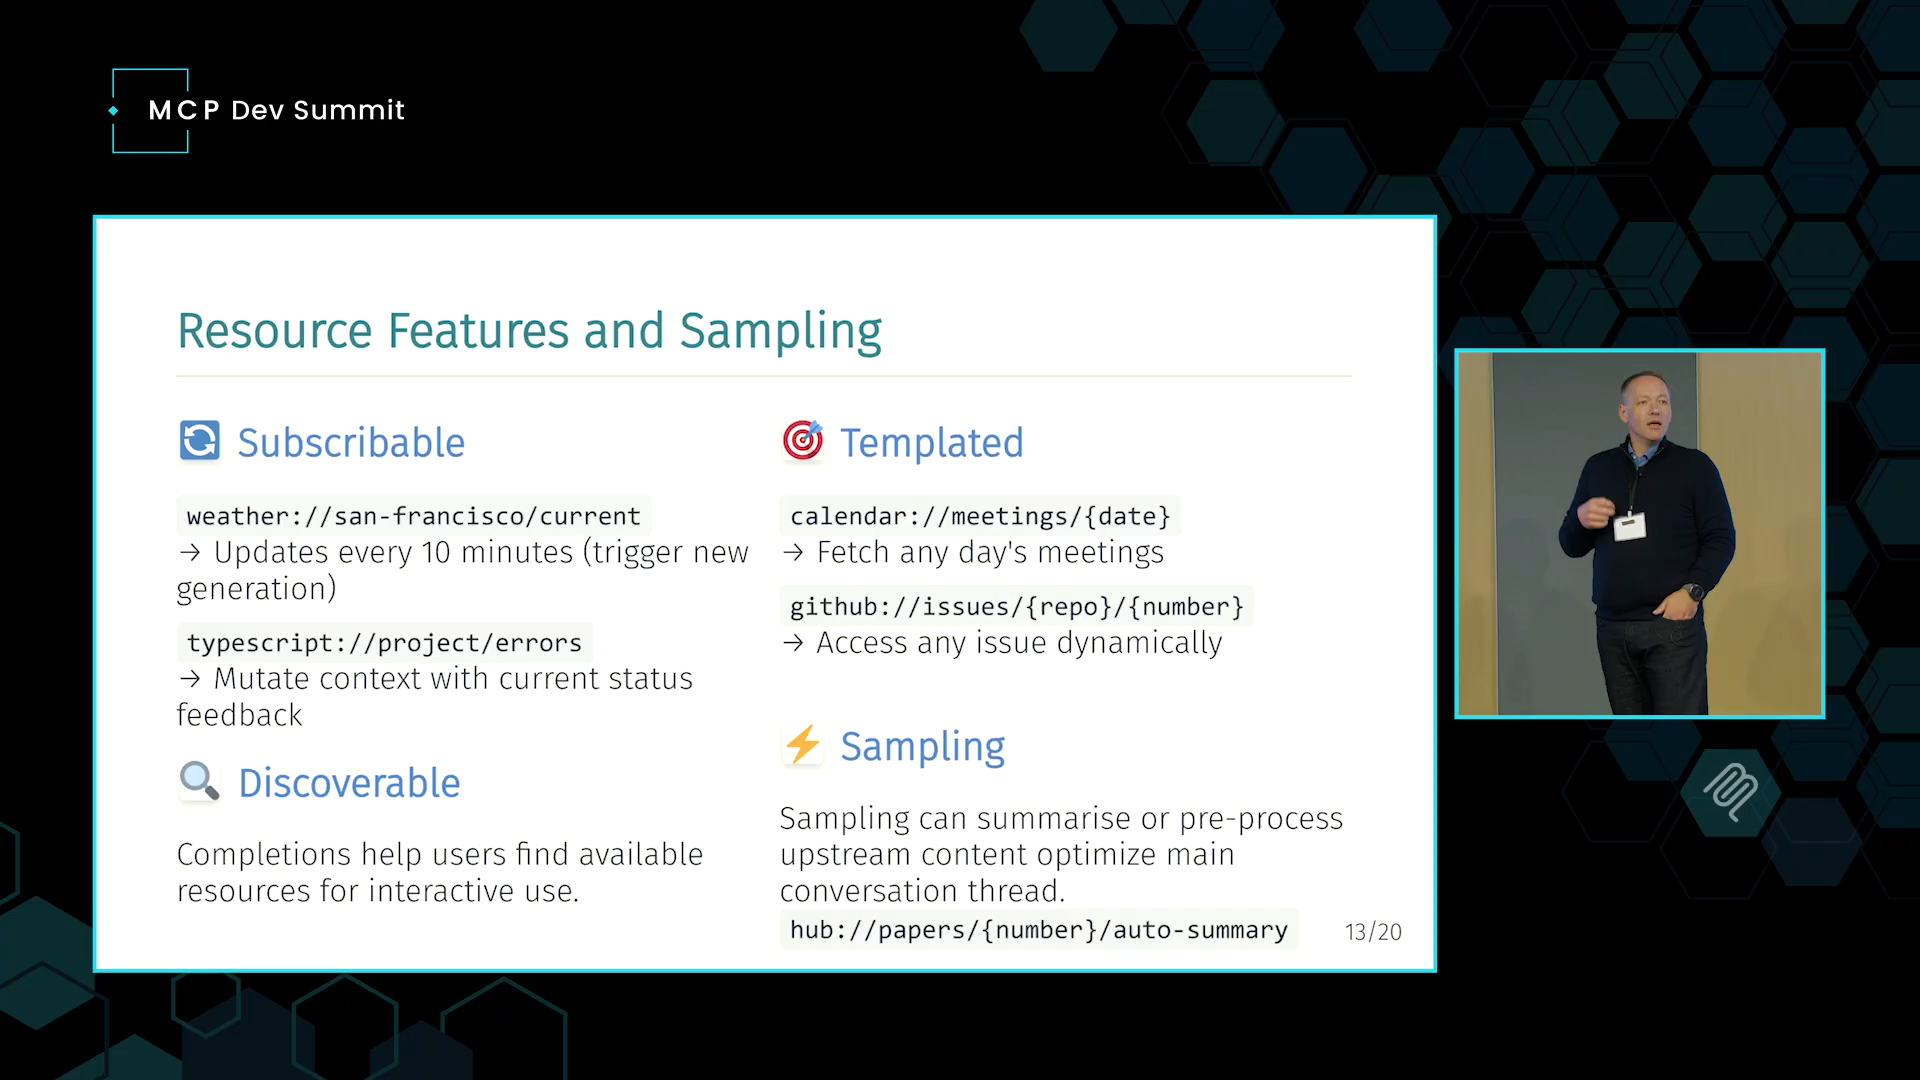 MCP Dev Summit
Resource Features and Sampling
Subscribable
weather://san-francisco/current
→ Updates every 10 minutes (trigger new
generation)
typescript://project/errors
→ Mutate context with current status
feedback
Discoverable
Completions help users find available
resources for interactive use.
Templated
calendar://meetings/{date}
→ Fetch any day's meetings
github://issues/{repo}/{number}
→ Access any issue dynamically
Sampling
Sampling can summarise or pre-process
upstream content optimize main
conversation thread.
hub://papers/{number}/auto-summary
13/20